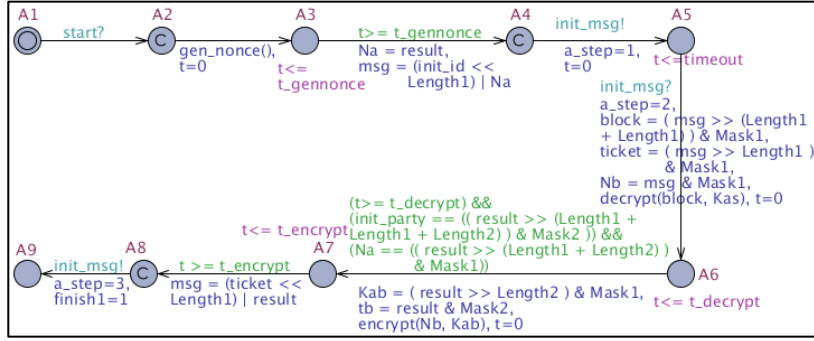 A1
start?
A2
C
gen_nonce(),
t=0
A3
t<=
t_gennonce
t>= t_gennonce
Na = result,
msg = (init_id <<
Length1) | Na
A4
C
init_msg!
a_step=1,
t=0
A5
t<=timeout
init_msg?
a_step=2,
block = ( msg >> (Length1
+ Length1) ) & Mask1,
ticket = ( msg >> Length1 )
& Mask1,
Nb = msg & Mask1,
decrypt(block, Kas), t=0
A6
t<= t_decrypt
(t>= t_decrypt) &&
(init_party == (( result >> (Length1 +
Length1 + Length2) ) & Mask2 )) &&
(Na == (( result >> (Length1 + Length2) )
& Mask1))
Kab = ( result >> Length2 ) & Mask1,
tb = result & Mask2,
encrypt(Nb, Kab), t=0
t<= t_encrypt
A7
t >= t_encrypt
msg = (ticket <<
Length1) | result
A8
C
init_msg!
a_step=3,
finish1=1
A9